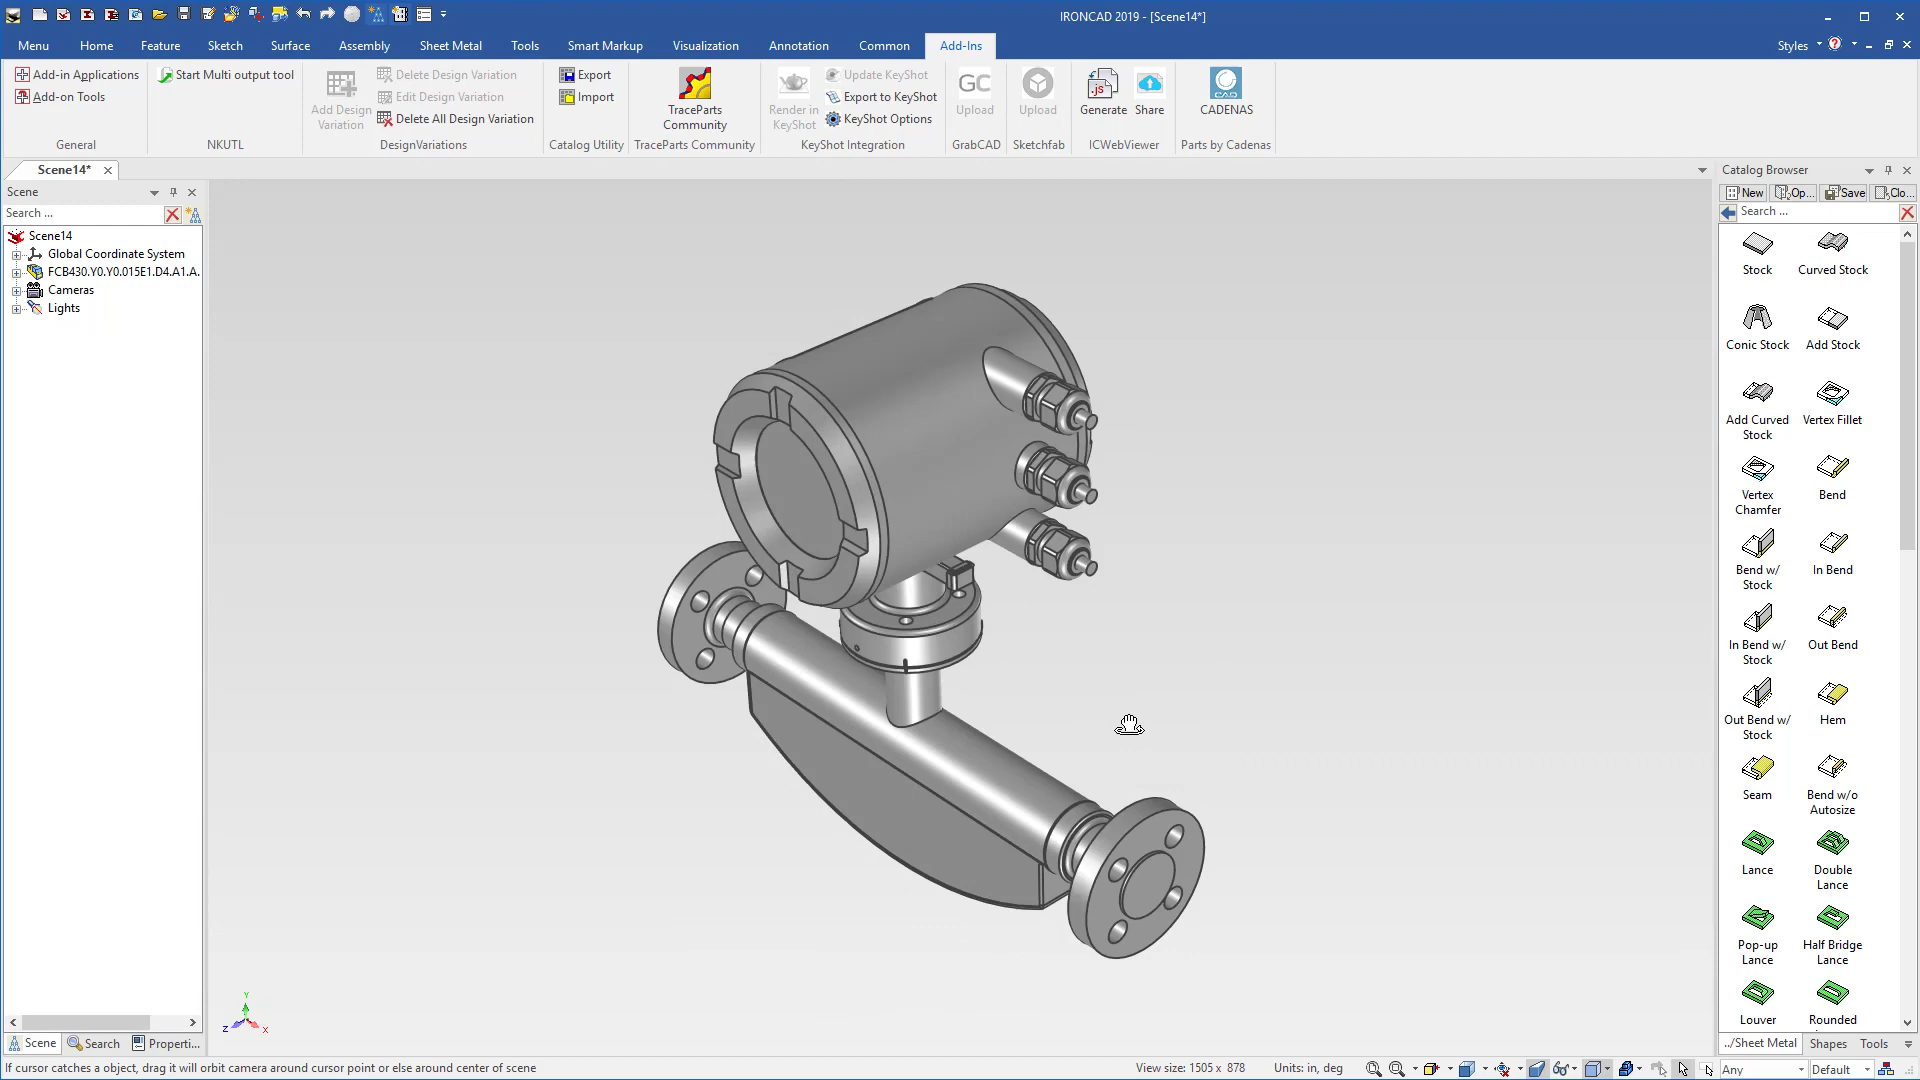 IRONCAD 2019 - [Scene14*]
Menu Home Feature Sketch Surface Assembly Sheet Metal Tools Smart Markup Visualization Annotation Common Add-Ins Styles
Add-in Applications
Add-on Tools
General
Start Multi output tool
NKUTL
Add Design
Variation
Delete Design Variation
Edit Design Variation
Delete All Design Variation
DesignVariations
Export
Import
Catalog Utility
TraceParts
Community
TraceParts Community
Render in
KeyShot
Update KeyShot
Export to KeyShot
KeyShot Options
KeyShot Integration
GC
Upload
GrabCAD
Upload
Sketchfab
.js
Generate
Share
ICWebViewer
CAD
CADENAS
Parts by Cadenas
Scene14*
Scene
Search ...
Scene14
Global Coordinate System
FCB430.Y0.Y0.015E1.D4.A1.A.
Cameras
Lights
Y
Z
X
Scene Search Properti...
Catalog Browser
New Op... Save Clo...
Search ...
Stock
Curved Stock
Conic Stock
Add Stock
Add Curved
Stock
Vertex Fillet
Vertex
Chamfer
Bend
Bend w/
Stock
In Bend
In Bend w/
Stock
Out Bend
Out Bend w/
Stock
Hem
Seam
Bend w/o
Autosize
Lance
Double
Lance
Pop-up
Lance
Half Bridge
Lance
Louver
Rounded
../Sheet Metal Shapes Tools
If cursor catches a object, drag it will orbit camera around cursor point or else around center of scene
View size: 1505 x 878
Units: in, deg
Any
Default